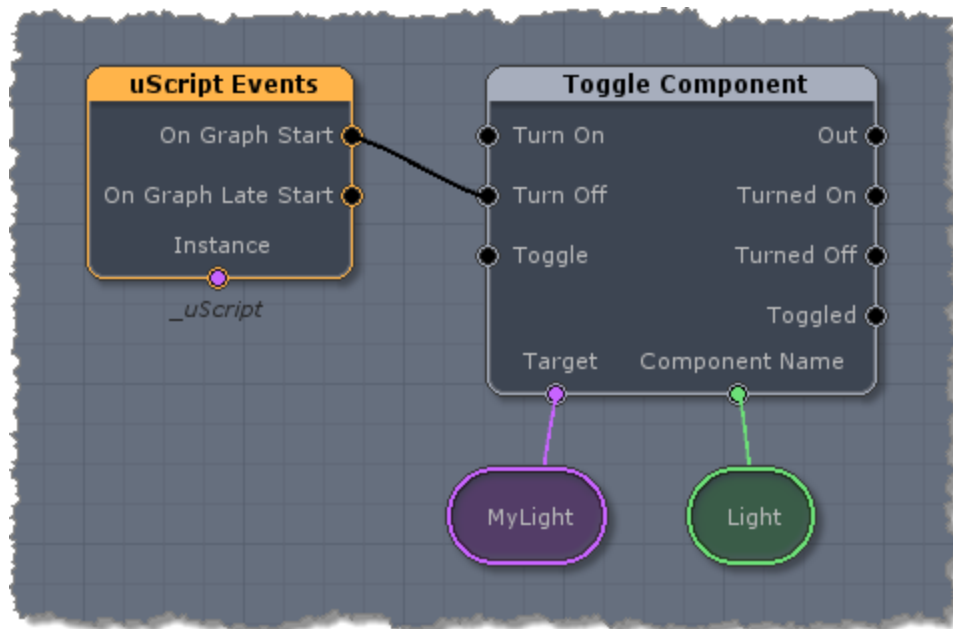 uScript Events
On Graph Start
On Graph Late Start
Instance
_uScript
Toggle Component
Turn On
Out
Turn Off
Turned On
Toggle
Turned Off
Toggled
Target
Component Name
MyLight
Light